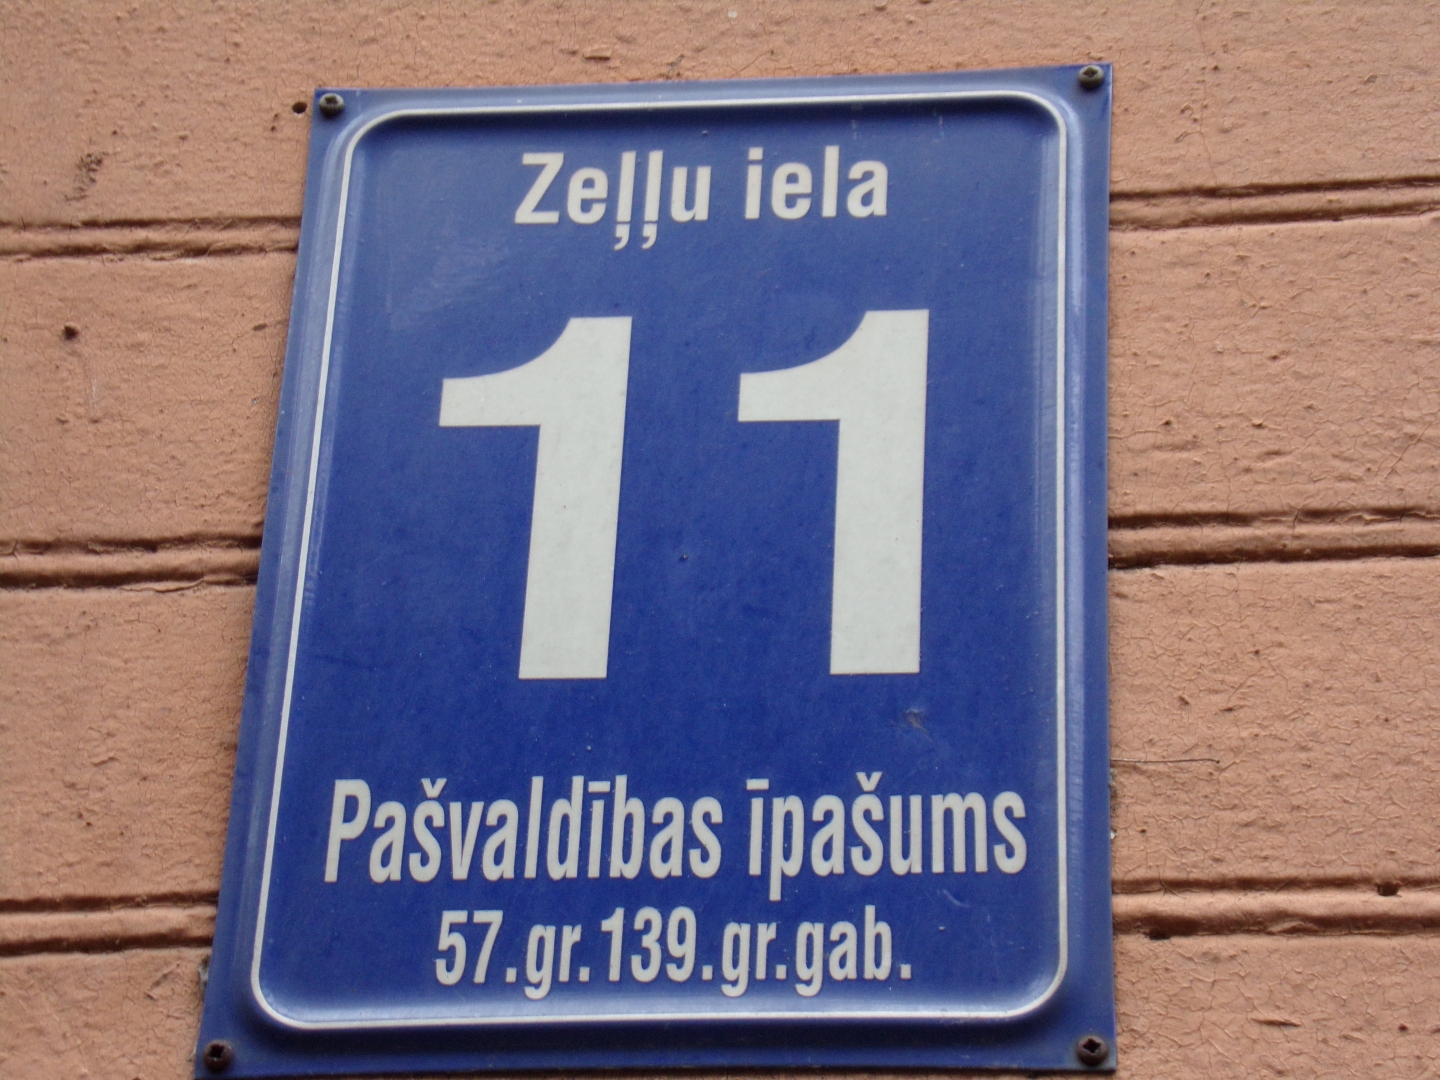 Zeļļu iela
11
Pašvaldības īpašums
57.gr.139.gr.gab.